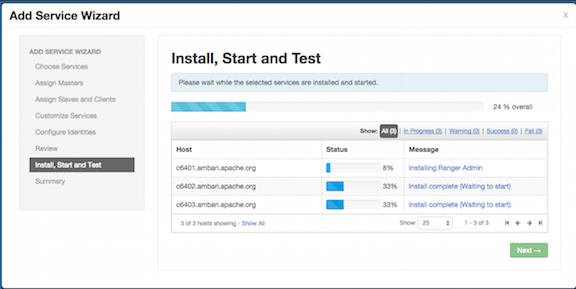 Add Service Wizard
x
ADD SERVICE WIZARD
Choose Services
Assign Masters
Assign Slaves and Clients
Customize Services
Configure Identities
Review
Install, Start and Test
Summary
Install, Start and Test
Please wait while the selected services are installed and started.
24 % overall
Show: All (3) | In Progress (3) | Warning (0) | Success (0) | Fail (0)
Host Status Message
c6401.ambari.apache.org 8% Installing Ranger Admin
c6402.ambari.apache.org 33% Install complete (Waiting to start)
c6403.ambari.apache.org 33% Install complete (Waiting to start)
3 of 3 hosts showing - Show All Show: 25 1 - 3 of 3
Next →